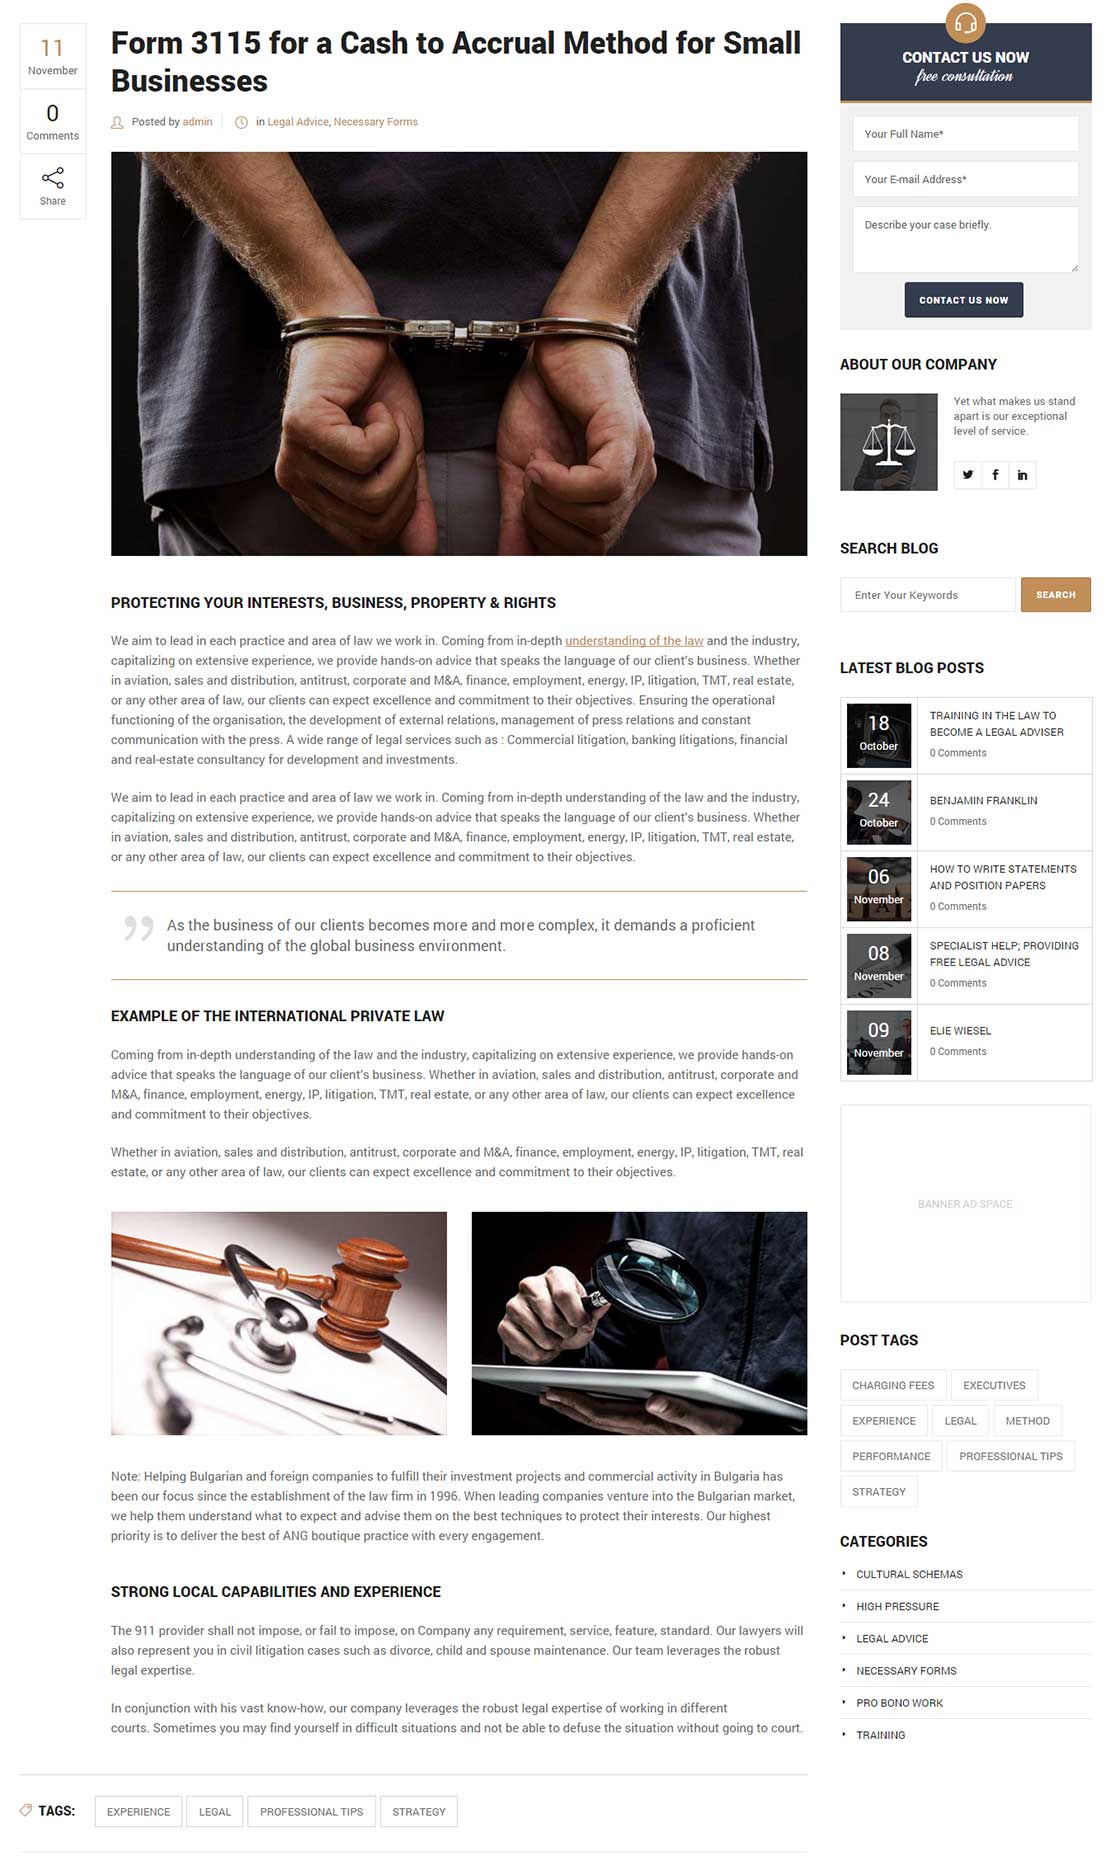 11
November
0
Comments
Share
Form 3115 for a Cash to Accrual Method for Small
Businesses
Posted by admin
in Legal Advice, Necessary Forms
PROTECTING YOUR INTERESTS, BUSINESS, PROPERTY & RIGHTS
We aim to lead in each practice and area of law we work in. Coming from in-depth understanding of the law and the industry,
capitalizing on extensive experience, we provide hands-on advice that speaks the language of our client's business. Whether
in aviation, sales and distribution, antitrust, corporate and M&A, finance, employment, energy, IP, litigation, TMT, real estate,
or any other area of law, our clients can expect excellence and commitment to their objectives. Ensuring the operational
functioning of the organisation, the development of external relations, management of press relations and constant
communication with the press. A wide range of legal services such as : Commercial litigation, banking litigations, financial
and real-estate consultancy for development and investments.
We aim to lead in each practice and area of law we work in. Coming from in-depth understanding of the law and the industry,
capitalizing on extensive experience, we provide hands-on advice that speaks the language of our client's business. Whether
in aviation, sales and distribution, antitrust, corporate and M&A, finance, employment, energy, IP, litigation, TMT, real estate,
or any other area of law, our clients can expect excellence and commitment to their objectives.
As the business of our clients becomes more and more complex, it demands a proficient
understanding of the global business environment.
EXAMPLE OF THE INTERNATIONAL PRIVATE LAW
Coming from in-depth understanding of the law and the industry, capitalizing on extensive experience, we provide hands-on
advice that speaks the language of our client's business. Whether in aviation, sales and distribution, antitrust, corporate and
M&A, finance, employment, energy, IP, litigation, TMT, real estate, or any other area of law, our clients can expect excellence
and commitment to their objectives.
Whether in aviation, sales and distribution, antitrust, corporate and M&A, finance, employment, energy, IP, litigation, TMT, real
estate, or any other area of law, our clients can expect excellence and commitment to their objectives.
Note: Helping Bulgarian and foreign companies to fulfill their investment projects and commercial activity in Bulgaria has
been our focus since the establishment of the law firm in 1996. When leading companies venture into the Bulgarian market,
we help them understand what to expect and advise them on the best techniques to protect their interests. Our highest
priority is to deliver the best of ANG boutique practice with every engagement.
STRONG LOCAL CAPABILITIES AND EXPERIENCE
The 911 provider shall not impose, or fail to impose, on Company any requirement, service, feature, standard. Our lawyers will
also represent you in civil litigation cases such as divorce, child and spouse maintenance. Our team leverages the robust
legal expertise.
In conjunction with his vast know-how, our company leverages the robust legal expertise of working in different
courts. Sometimes you may find yourself in difficult situations and not be able to defuse the situation without going to court.
TAGS:
EXPERIENCE
LEGAL
PROFESSIONAL TIPS
STRATEGY
CONTACT US NOW
free consultation
Your Full Name*
Your E-mail Address*
Describe your case briefly.
CONTACT US NOW
ABOUT OUR COMPANY
Yet what makes us stand
apart is our exceptional
level of service.
SEARCH BLOG
Enter Your Keywords
SEARCH
LATEST BLOG POSTS
18
October
TRAINING IN THE LAW TO
BECOME A LEGAL ADVISER
0 Comments
24
October
BENJAMIN FRANKLIN
0 Comments
06
November
HOW TO WRITE STATEMENTS
AND POSITION PAPERS
0 Comments
08
November
SPECIALIST HELP; PROVIDING
FREE LEGAL ADVICE
0 Comments
09
November
ELIE WIESEL
0 Comments
BANNER AD SPACE
POST TAGS
CHARGING FEES
EXECUTIVES
EXPERIENCE
LEGAL
METHOD
PERFORMANCE
PROFESSIONAL TIPS
STRATEGY
CATEGORIES
CULTURAL SCHEMAS
HIGH PRESSURE
LEGAL ADVICE
NECESSARY FORMS
PRO BONO WORK
TRAINING